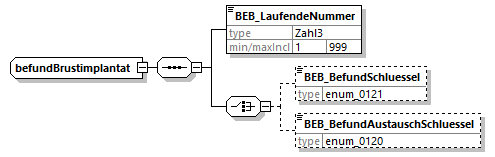 BEB_LaufendeNummer
type Zahl3
min/maxIncl 1 999
befundBrustimplantat
BEB_BefundSchluessel
type enum_0121
BEB_BefundAustauschSchluessel
type enum_0120